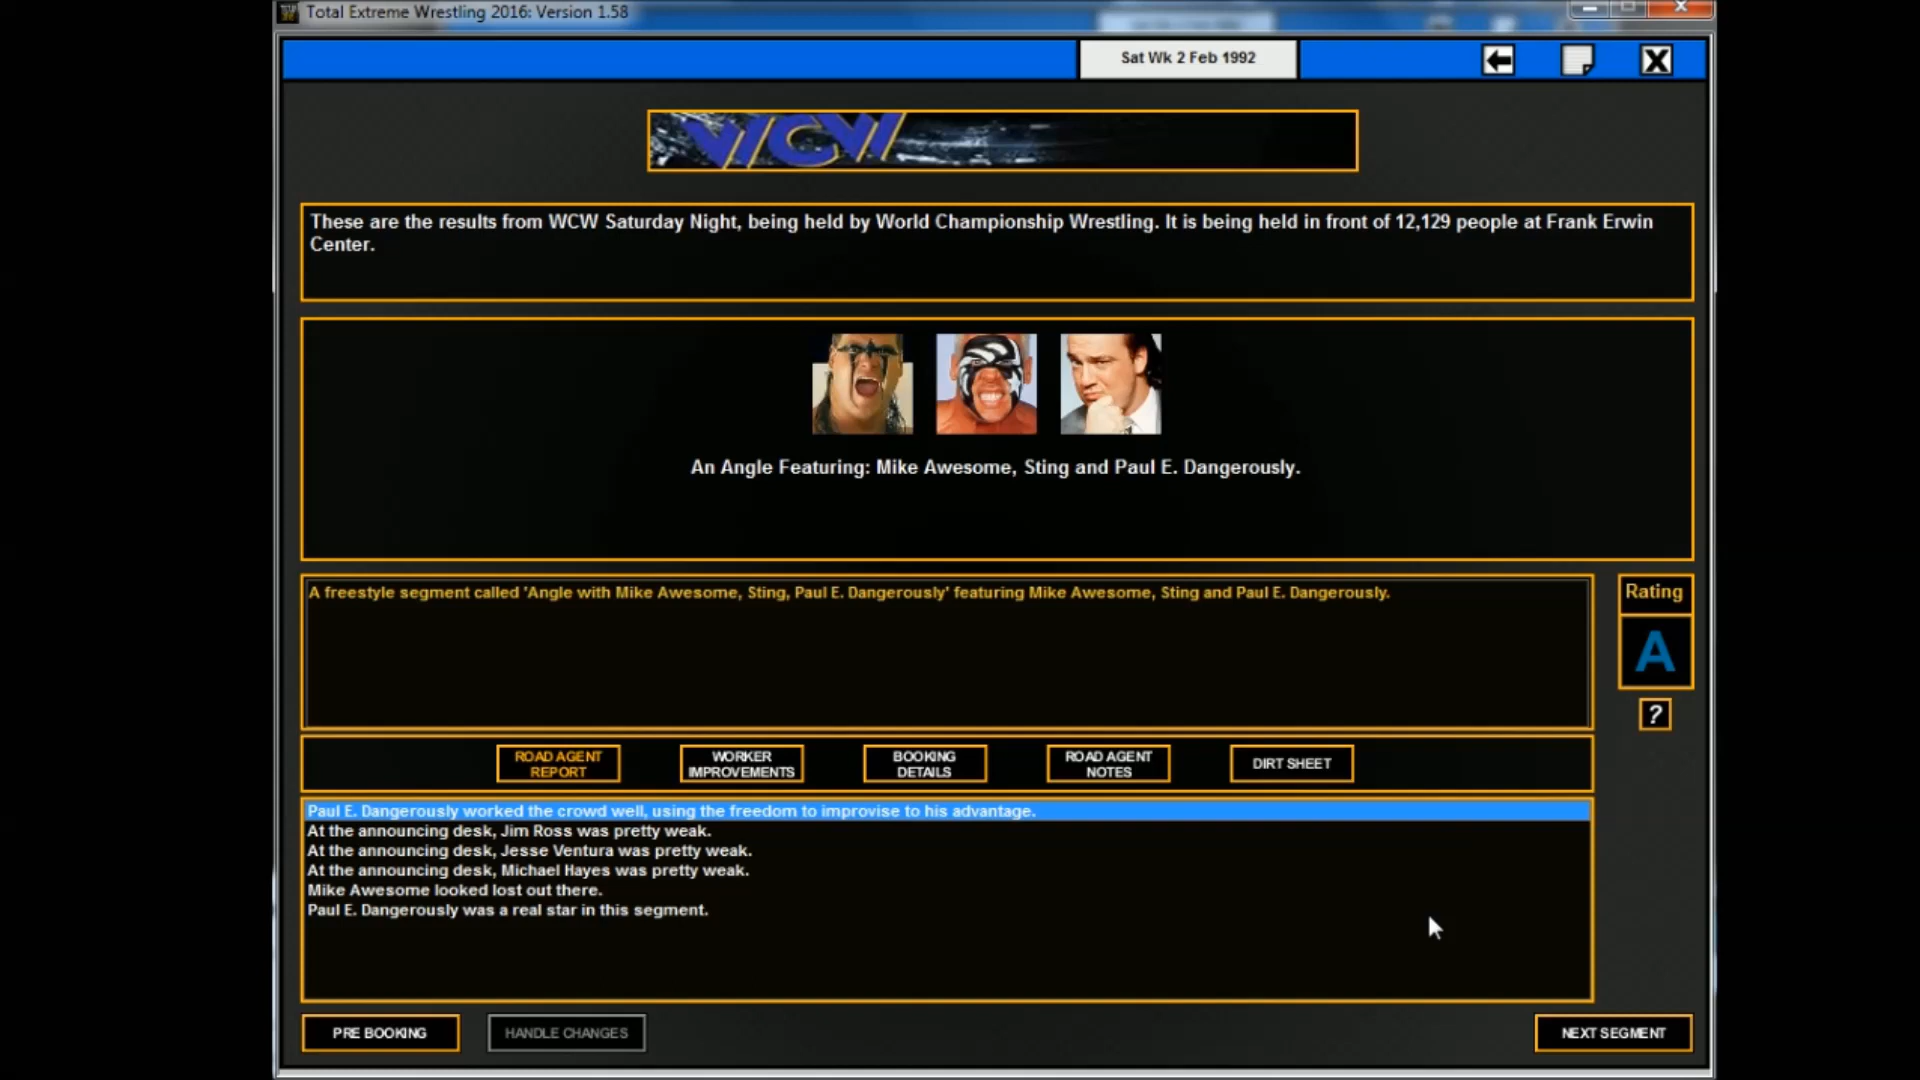 Total Extreme Wrestling 2016: Version 1.58
Sat Wk 2 Feb 1992
WCW
These are the results from WCW Saturday Night, being held by World Championship Wrestling. It is being held in front of 12,129 people at Frank Erwin
Center.
An Angle Featuring: Mike Awesome, Sting and Paul E. Dangerously.
A freestyle segment called 'Angle with Mike Awesome, Sting, Paul E. Dangerously' featuring Mike Awesome, Sting and Paul E. Dangerously.
Rating
A
?
ROAD AGENT
REPORT
WORKER
IMPROVEMENTS
BOOKING
DETAILS
ROAD AGENT
NOTES
DIRT SHEET
Paul E. Dangerously worked the crowd well, using the freedom to improvise to his advantage.
At the announcing desk, Jim Ross was pretty weak.
At the announcing desk, Jesse Ventura was pretty weak.
At the announcing desk, Michael Hayes was pretty weak.
Mike Awesome looked lost out there.
Paul E. Dangerously was a real star in this segment.
PRE BOOKING
HANDLE CHANGES
NEXT SEGMENT